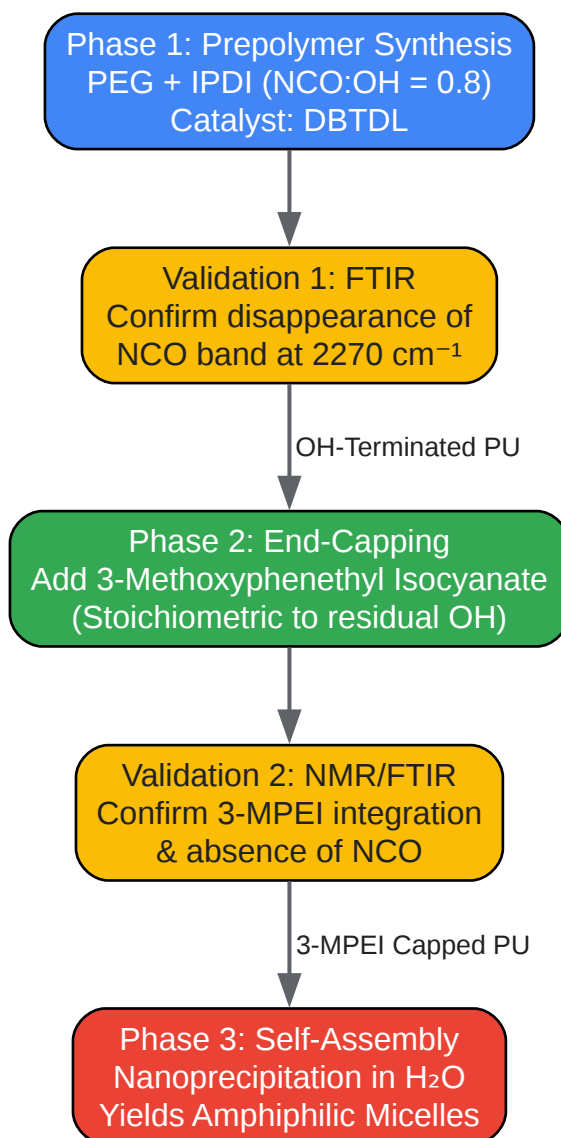 Phase 1: Prepolymer Synthesis
PEG + IPDI (NCO:OH = 0.8)
Catalyst: DBTDL
Validation 1: FTIR
Confirm disappearance of
NCO band at 2270 cm⁻¹
OH-Terminated PU
Phase 2: End-Capping
Add 3-Methoxyphenethyl Isocyanate
(Stoichiometric to residual OH)
Validation 2: NMR/FTIR
Confirm 3-MPEI integration
& absence of NCO
3-MPEI Capped PU
Phase 3: Self-Assembly
Nanoprecipitation in H₂O
Yields Amphiphilic Micelles